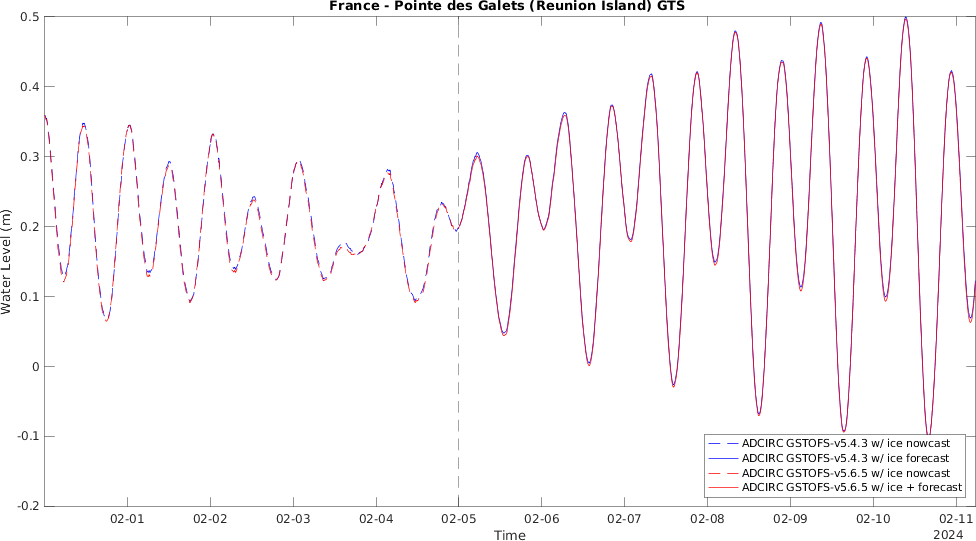 France - Pointe des Galets (Reunion Island) GTS
0.5
0.4
0.3
0.2
0.1
0
-0.1
-0.2
Water Level (m)
ADCIRC GSTOFS-v5.4.3 w/ ice nowcast
ADCIRC GSTOFS-v5.4.3 w/ ice forecast
ADCIRC GSTOFS-v5.6.5 w/ ice nowcast
ADCIRC GSTOFS-v5.6.5 w/ ice + forecast
02-01 02-02 02-03 02-04 02-05 02-06 02-07 02-08 02-09 02-10 02-11
Time
2024